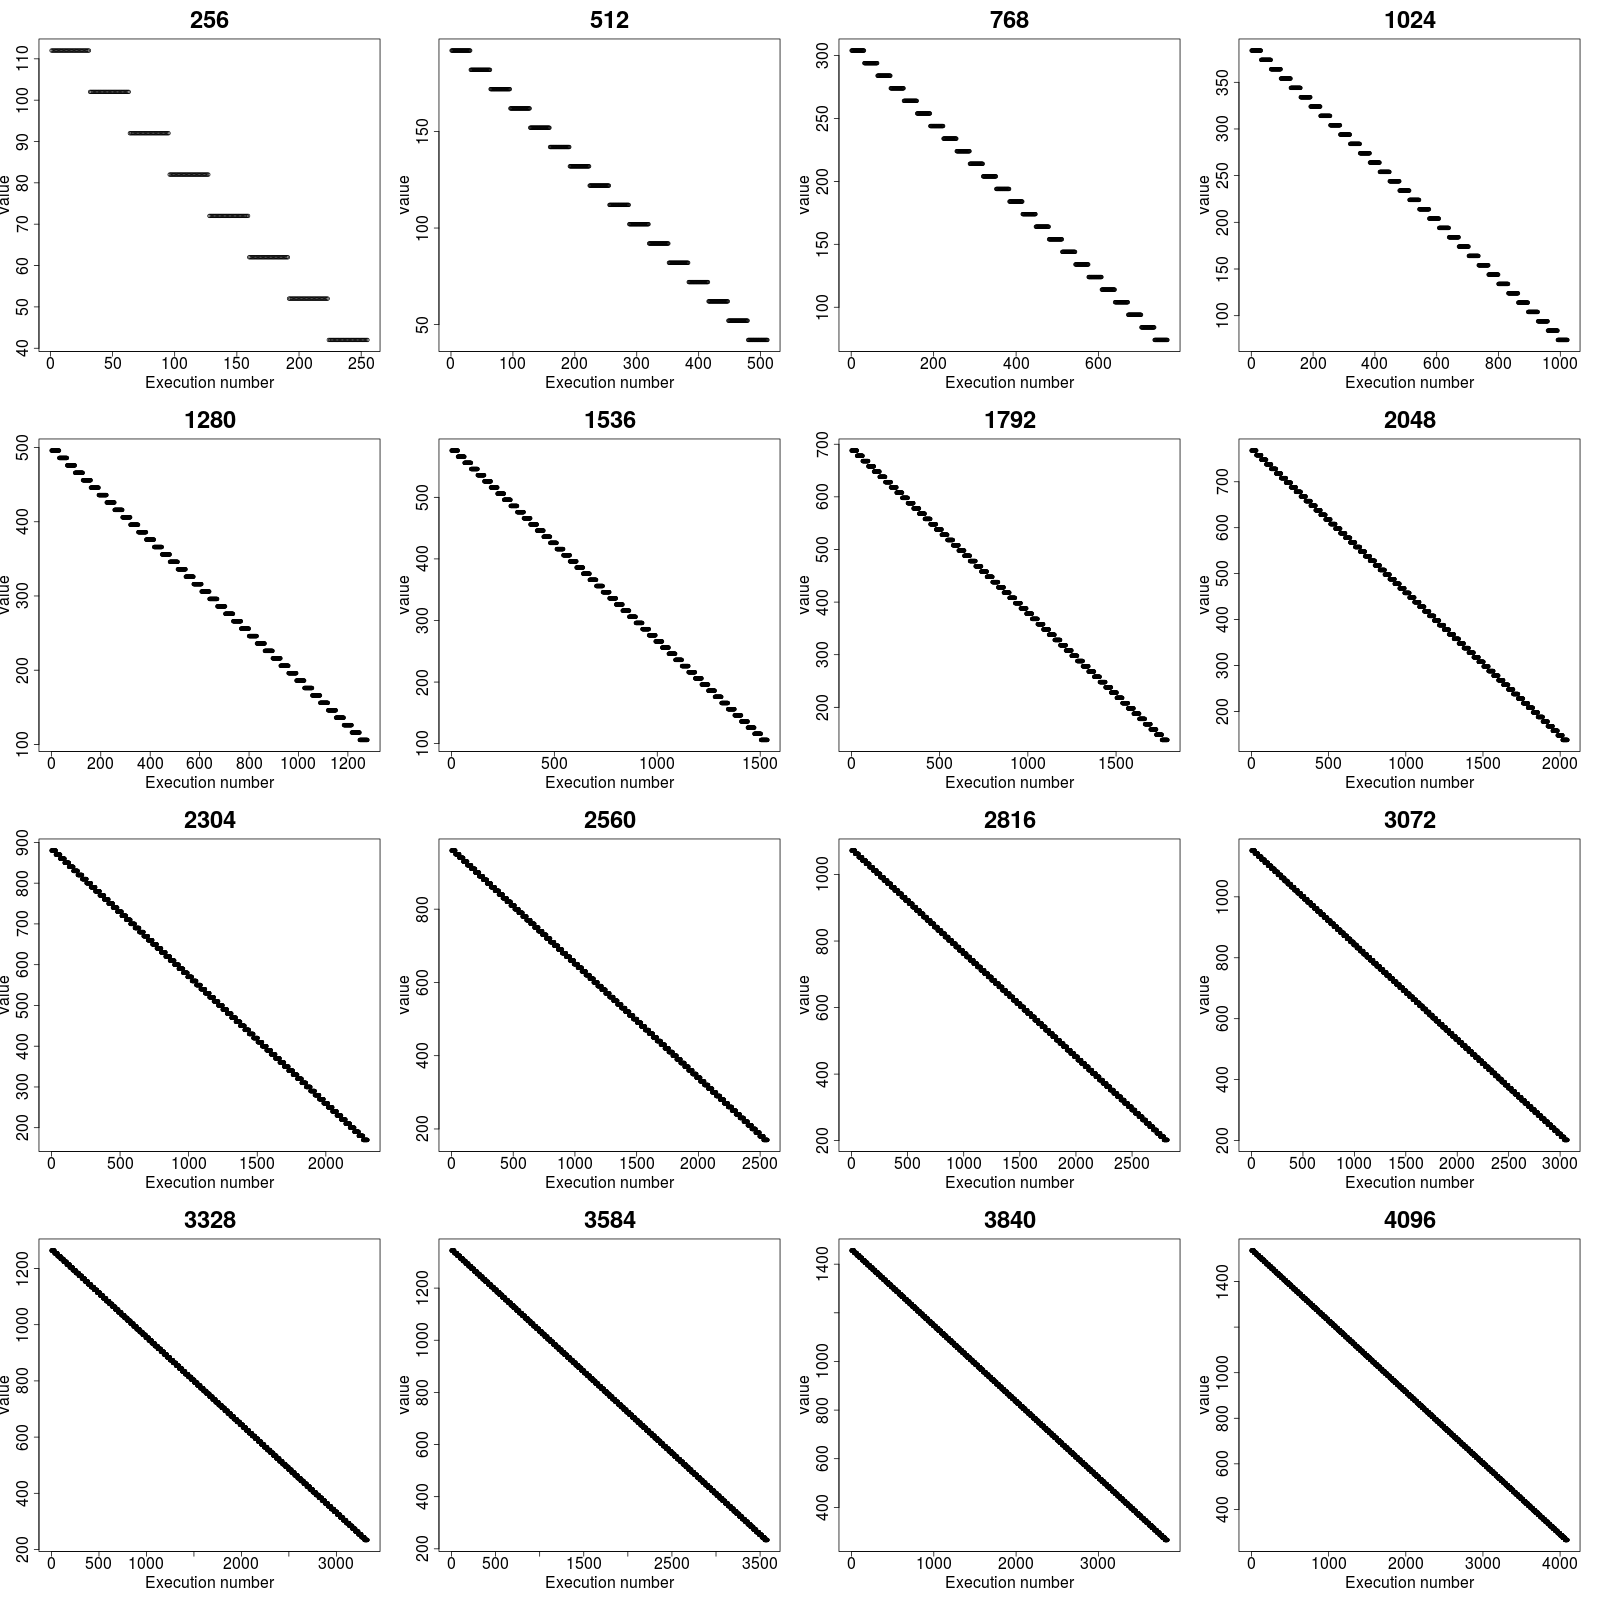 256 512 768 1024
110 100 90 80 70 60 50 40
value
0 50 100 150 200 250
Execution number
150 100 50
value
0 100 200 300 400 500
Execution number
300 250 200 150 100
value
0 200 400 600
Execution number
350 300 250 200 150 100
value
0 200 400 600 800 1000
Execution number
1280 1536 1792 2048
500 400 300 200 100
value
0 200 400 600 800 1000 1200
Execution number
500 400 300 200 100
value
0 500 1000 1500
Execution number
700 600 500 400 300 200
value
0 500 1000 1500
Execution number
700 600 500 400 300 200
value
0 500 1000 1500 2000
Execution number
2304 2560 2816 3072
900 800 700 600 500 400 300 200
value
0 500 1000 1500 2000
Execution number
800 600 400 200
value
0 500 1000 1500 2000 2500
Execution number
1000 800 600 400 200
value
0 500 1000 1500 2000 2500
Execution number
1000 800 600 400 200
value
0 500 1000 1500 2000 2500 3000
Execution number
3328 3584 3840 4096
1200 1000 800 600 400 200
value
0 500 1000 2000 3000
Execution number
1200 1000 800 600 400 200
value
0 500 1500 2500 3500
Execution number
1400 1000 800 600 400
value
0 1000 2000 3000
Execution number
1400 1000 800 600 400
value
0 1000 2000 3000 4000
Execution number